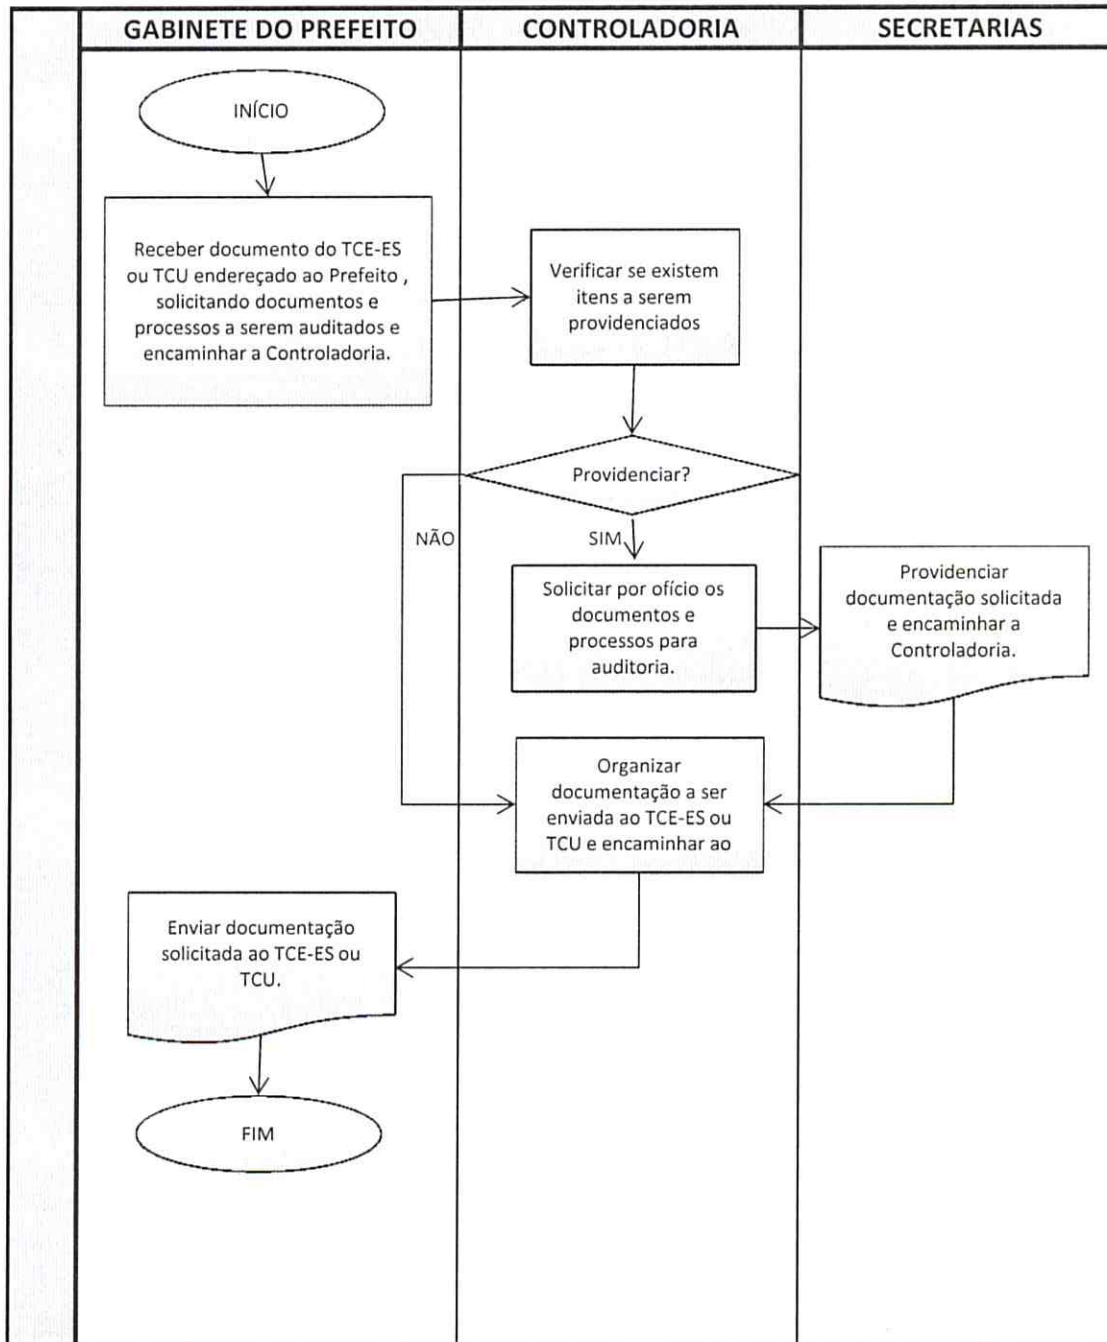 GABINETE DO PREFEITO
CONTROLADORIA
SECRETARIAS
INÍCIO
Receber documento do TCE-ES
ou TCU endereçado ao Prefeito ,
solicitando documentos e
processos a serem auditados e
encaminhar a Controladoria.
Verificar se existem
itens a serem
providenciados
Providenciar?
NÃO
SIM
Solicitar por ofício os
documentos e
processos para
auditoria.
Providenciar
documentação solicitada
e encaminhar a
Controladoria.
Organizar
documentação a ser
enviada ao TCE-ES ou
TCU e encaminhar ao
Enviar documentação
solicitada ao TCE-ES ou
TCU.
FIM